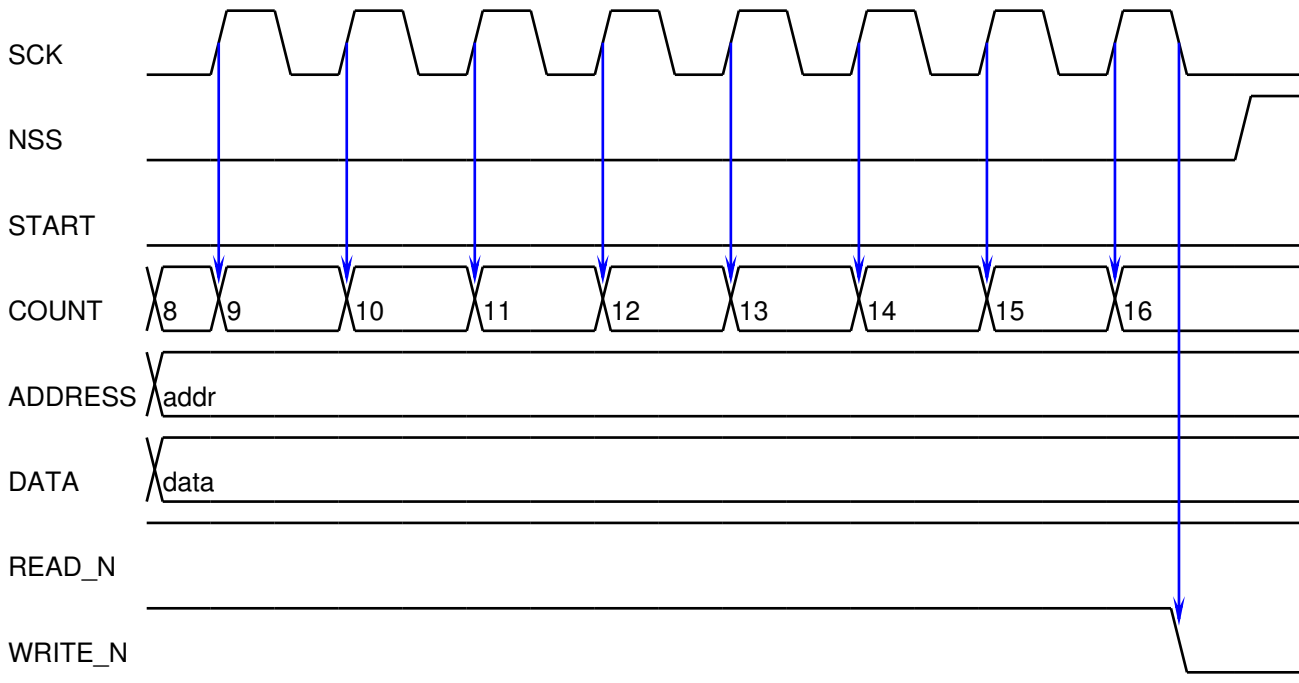 SCK
NSS
START
COUNT 8 9 10 11 12 13 14 15 16
ADDRESS addr
DATA data
READ_N
WRITE_N